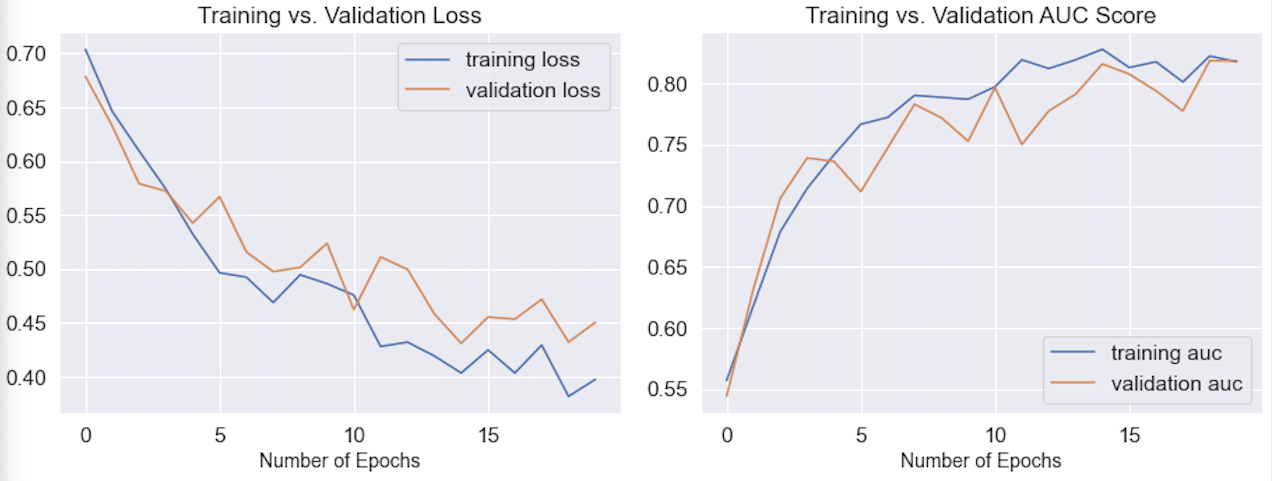 Training vs. Validation Loss
training loss
validation loss
0.70
0.65
0.60
0.55
0.50
0.45
0.40
0 5 10 15
Number of Epochs
Training vs. Validation AUC Score
0.80
0.75
0.70
0.65
0.60
0.55
training auc
validation auc
0 5 10 15
Number of Epochs